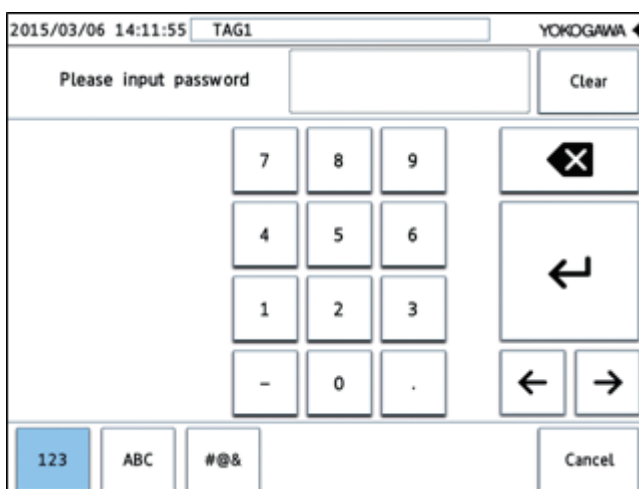 2015/03/06 14:11:55 TAG1 YOKOGAWA
Please input password Clear
7 8 9
4 5 6
1 2 3
- 0 .
123 ABC #@& Cancel